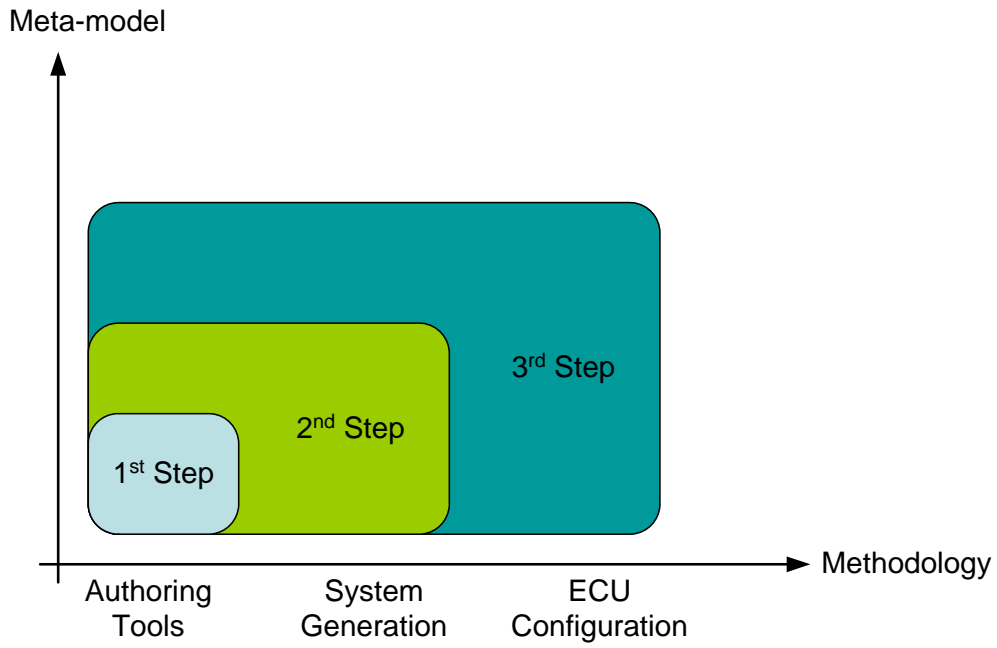 Meta-model
3rd Step
2nd Step
1st Step
Methodology
Authoring
Tools
System
Generation
ECU
Configuration